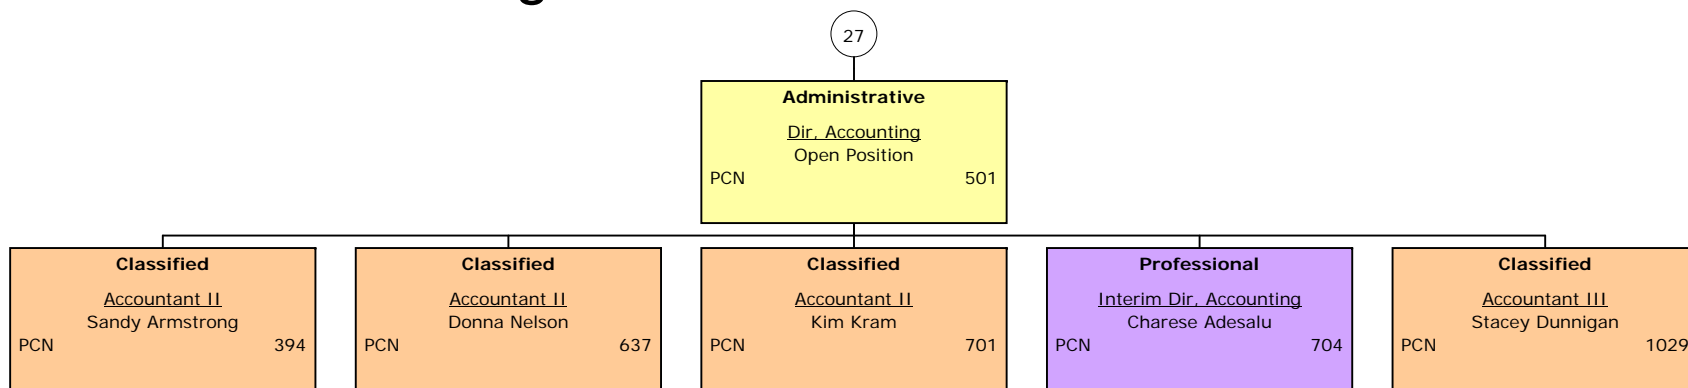 27
Administrative
Dir, Accounting
Open Position
PCN 501
Classified
Accountant II
Sandy Armstrong
PCN 394
Classified
Accountant II
Donna Nelson
PCN 637
Classified
Accountant II
Kim Kram
PCN 701
Professional
Interim Dir, Accounting
Charese Adesalu
PCN 704
Classified
Accountant III
Stacey Dunnigan
PCN 1029